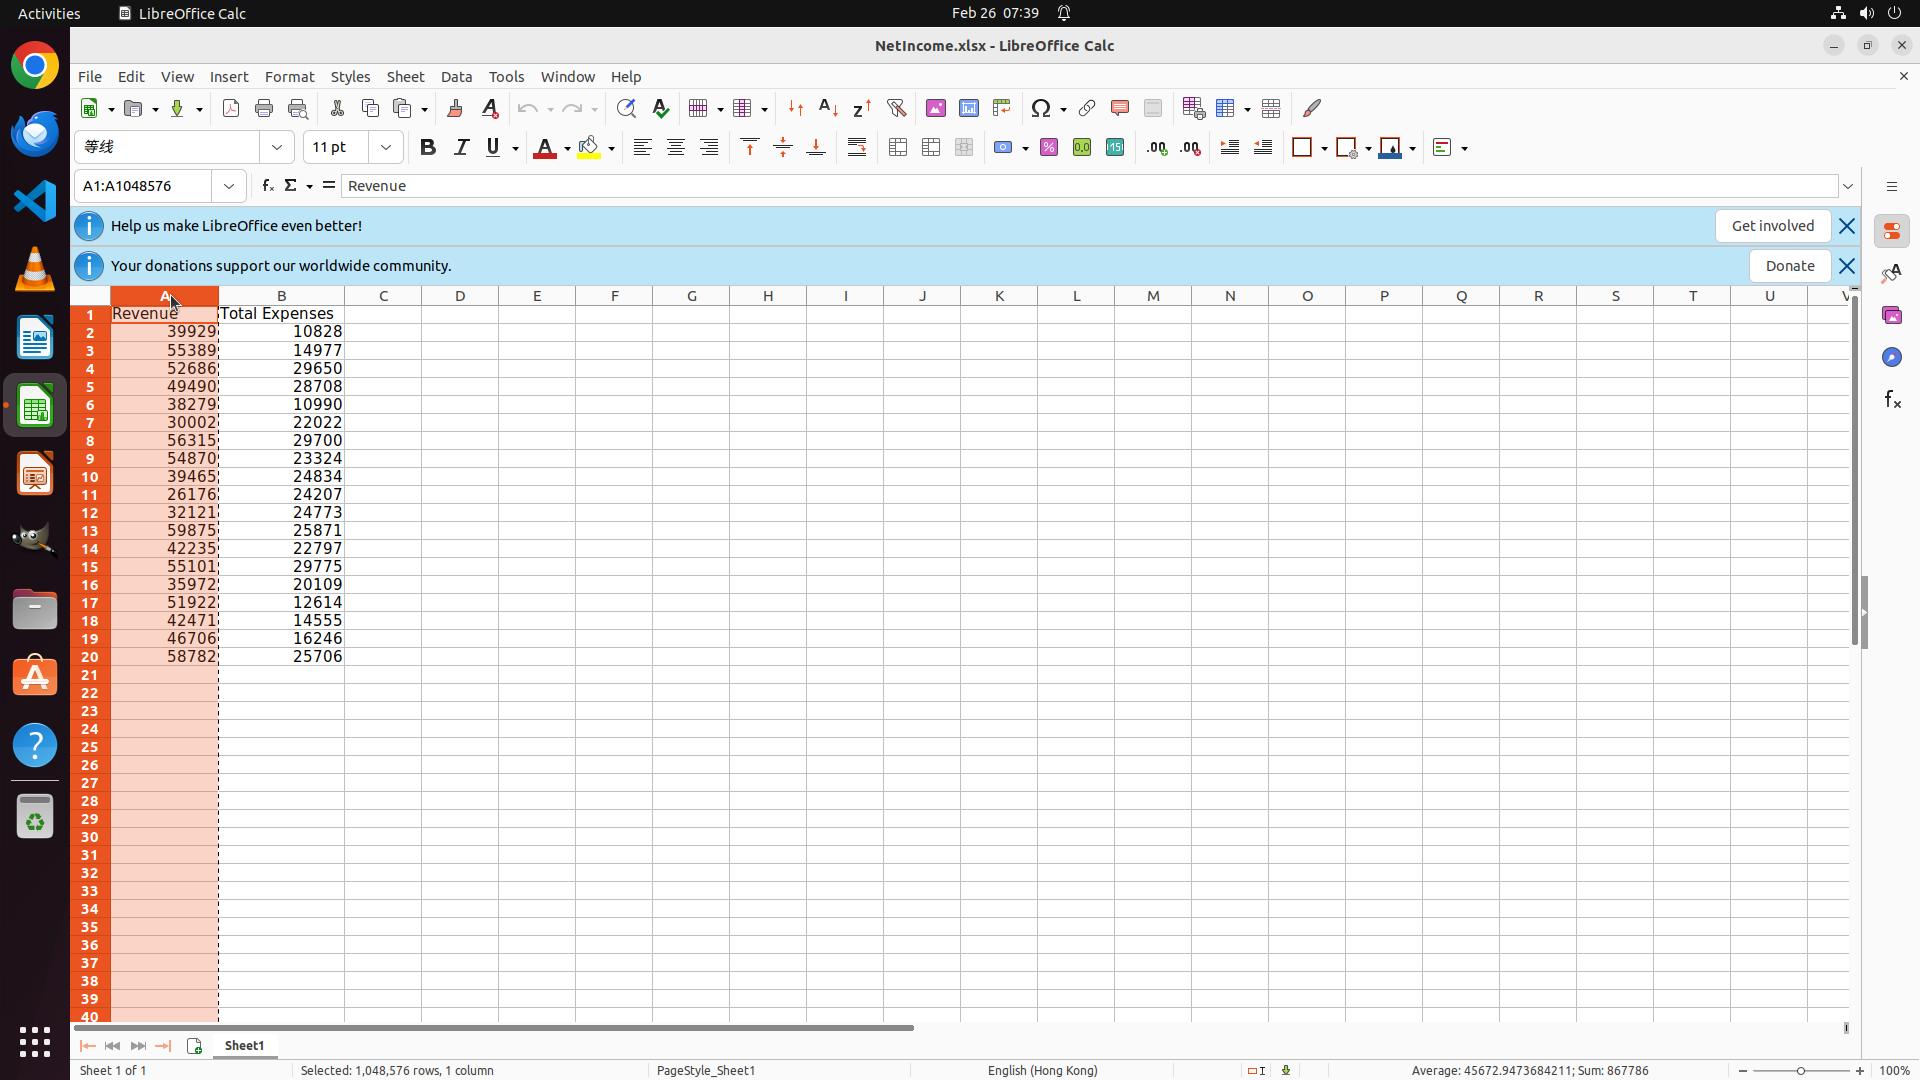 Activities
LibreOffice Calc
Feb 26 07:39
NetIncome.xlsx - LibreOffice Calc
File Edit View Insert Format Styles Sheet Data Tools Window Help
等线
11 pt
A1:A1048576
Revenue
Help us make LibreOffice even better!
Get involved
Your donations support our worldwide community.
Donate
A B C D E F G H I J K L M N O P Q R S T U V
1 Revenue Total Expenses
2 39929 10828
3 55389 14977
4 52686 29650
5 49490 28708
6 38279 10990
7 30002 22022
8 56315 29700
9 54870 23324
10 39465 24834
11 26176 24207
12 32121 24773
13 59875 25871
14 42235 22797
15 55101 29775
16 35972 20109
17 51922 12614
18 42471 14555
19 46706 16246
20 58782 25706
21
22
23
24
25
26
27
28
29
30
31
32
33
34
35
36
37
38
39
40
Sheet1
Sheet 1 of 1
Selected: 1,048,576 rows, 1 column
PageStyle_Sheet1
English (Hong Kong)
Average: 45672.9473684211; Sum: 867786
100%